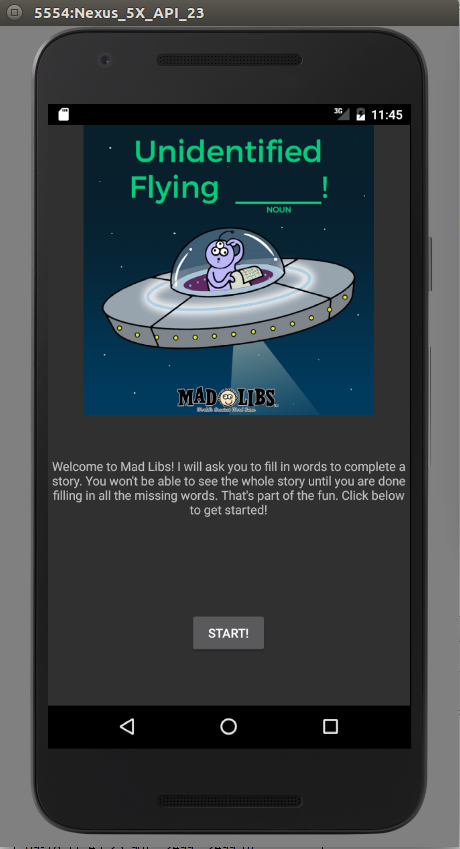 5554:Nexus_5X_API_23
3G 11:45
Unidentified
Flying ______!
NOUN
MAD LIBS
World's Greatest Word Game
Welcome to Mad Libs! I will ask you to fill in words to complete a
story. You won't be able to see the whole story until you are done
filling in all the missing words. That's part of the fun. Click below
to get started!
START!